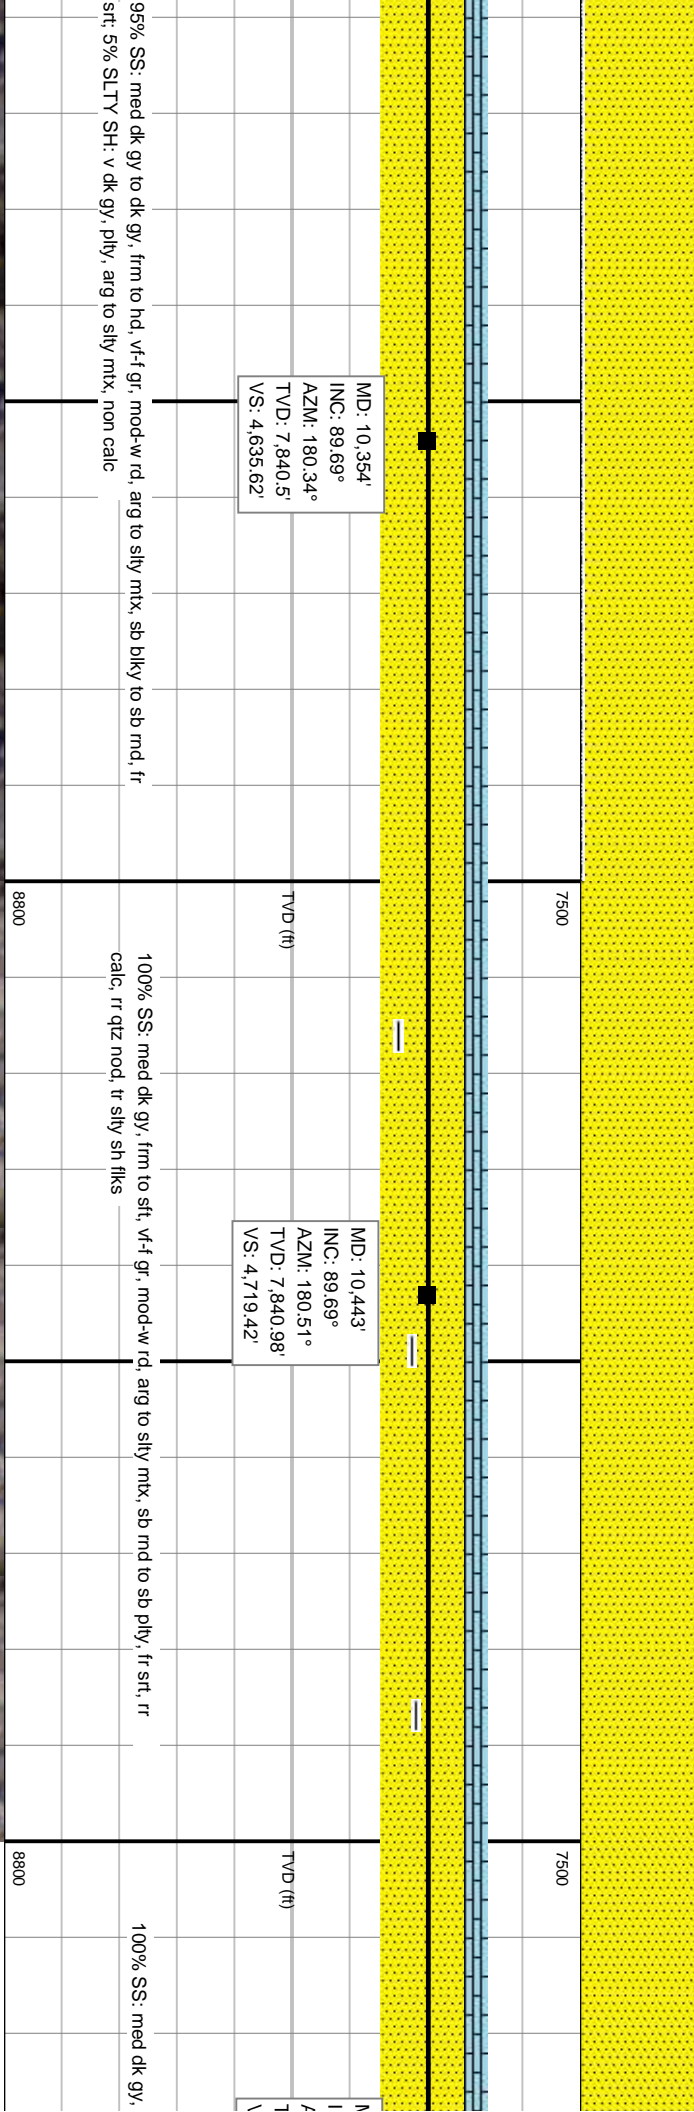 95% SS: med dk gy to dk gy, frm to hd, vf-f gr, mod-w rd, arg to slty mtx, sb blky to sb rnd, fr
srt; 5% SLTY SH: v dk gy, plty, arg to slty mtx, non calc
MD: 10,354'
INC: 89.69°
AZM: 180.34°
TVD: 7,840.5'
VS: 4,635.62'
7500
TVD (ft)
8800
100% SS: med dk gy, frm to sft, vf-f gr, mod-w rd, arg to slty mtx, sb rnd to sb plty, fr srt, rr
calc, rr qtz nod, tr slty sh flks
MD: 10,443'
INC: 89.69°
AZM: 180.51°
TVD: 7,840.98'
VS: 4,719.42'
7500
TVD (ft)
8800
100% SS: med dk gy,